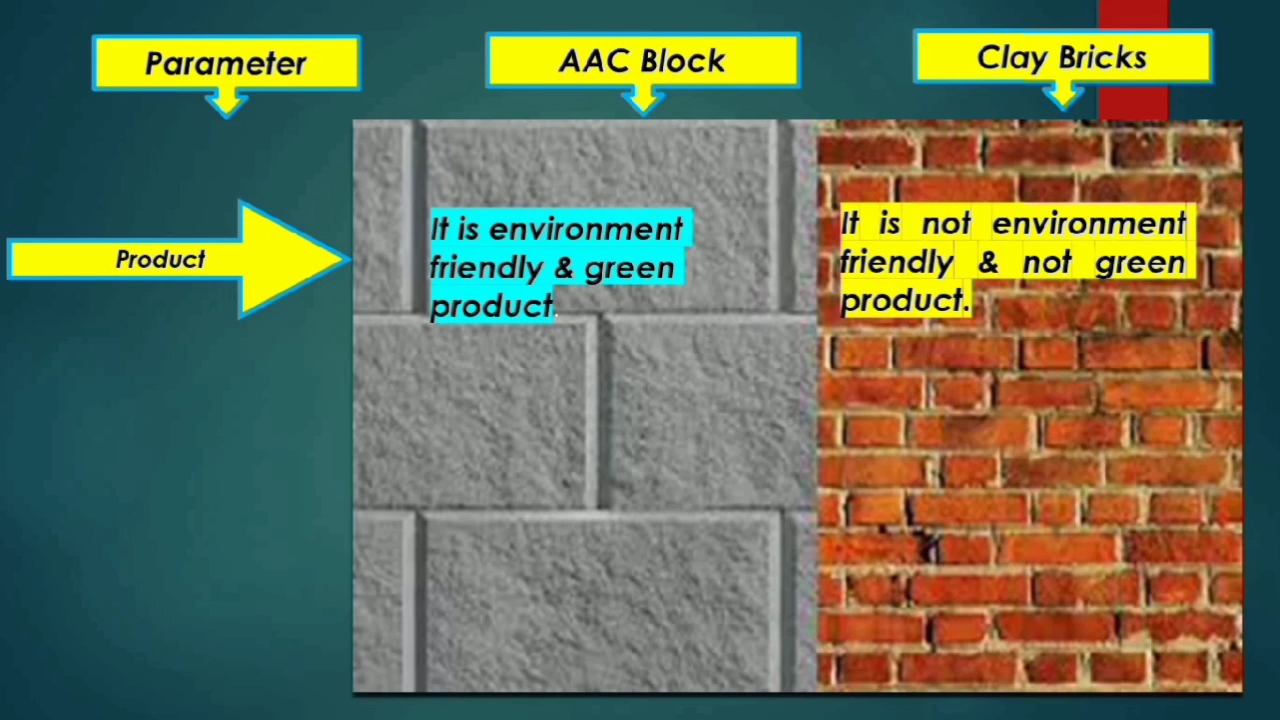 Parameter
AAC Block
Clay Bricks
Product
It is environment
friendly & green
product.
It is not environment
friendly & not green
product.